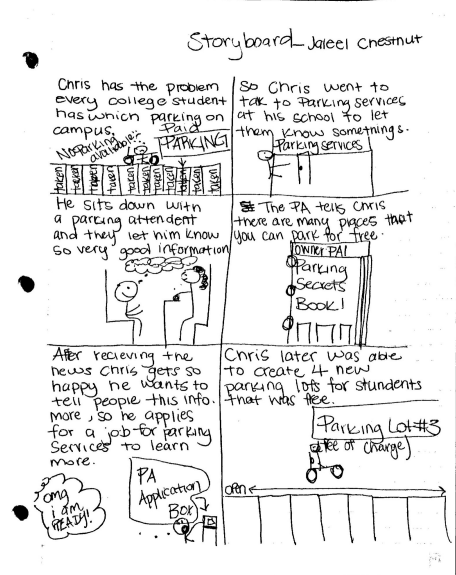 Storyboard Jaleel Chestnut
Chris has the problem
every college student
has which parking on
campus.
No Parking
available...
Paid
PARKING
taken taken taken taken taken taken taken taken taken
So Chris went to
talk to Parking services
at his school to let
them know somethings.
Parking services
He sits down with
a parking attendent
and they let him know
so very good information
The PA tells Chris
there are many places that
you can park for free.
Owner PA1
Parking
Secrets
Book 1
After recieving the
news Chris gets so
happy he wants to
tell people this info.
more, so he applies
for a job for parking
Services to learn
more.
omg
i am
READY!
PA
Application
Box
Chris later was able
to create 4 new
parking lots for stundents
that was free.
Parking Lot #3
free of charge
open